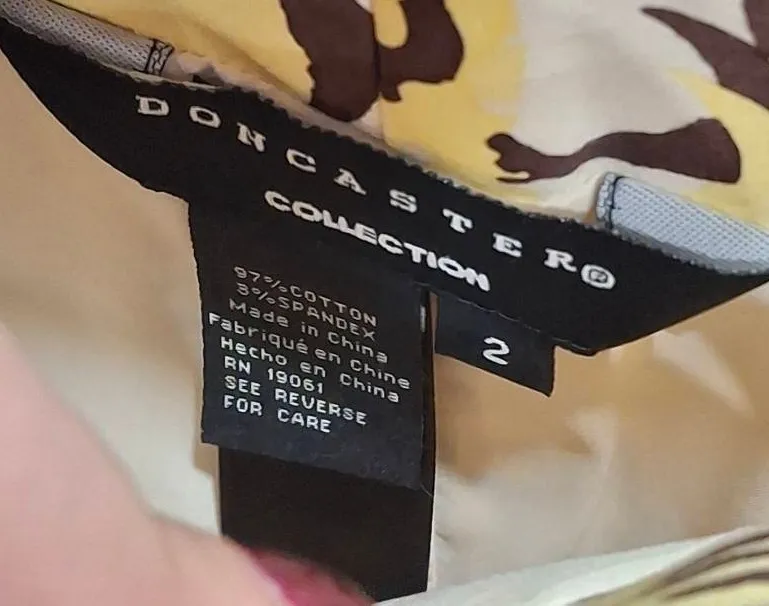 DONCASTER®
COLLECTION
97%COTTON
3%SPANDEX
Made in China
Fabriqué en Chine
Hecho en China
RN 19061
SEE REVERSE
FOR CARE
2